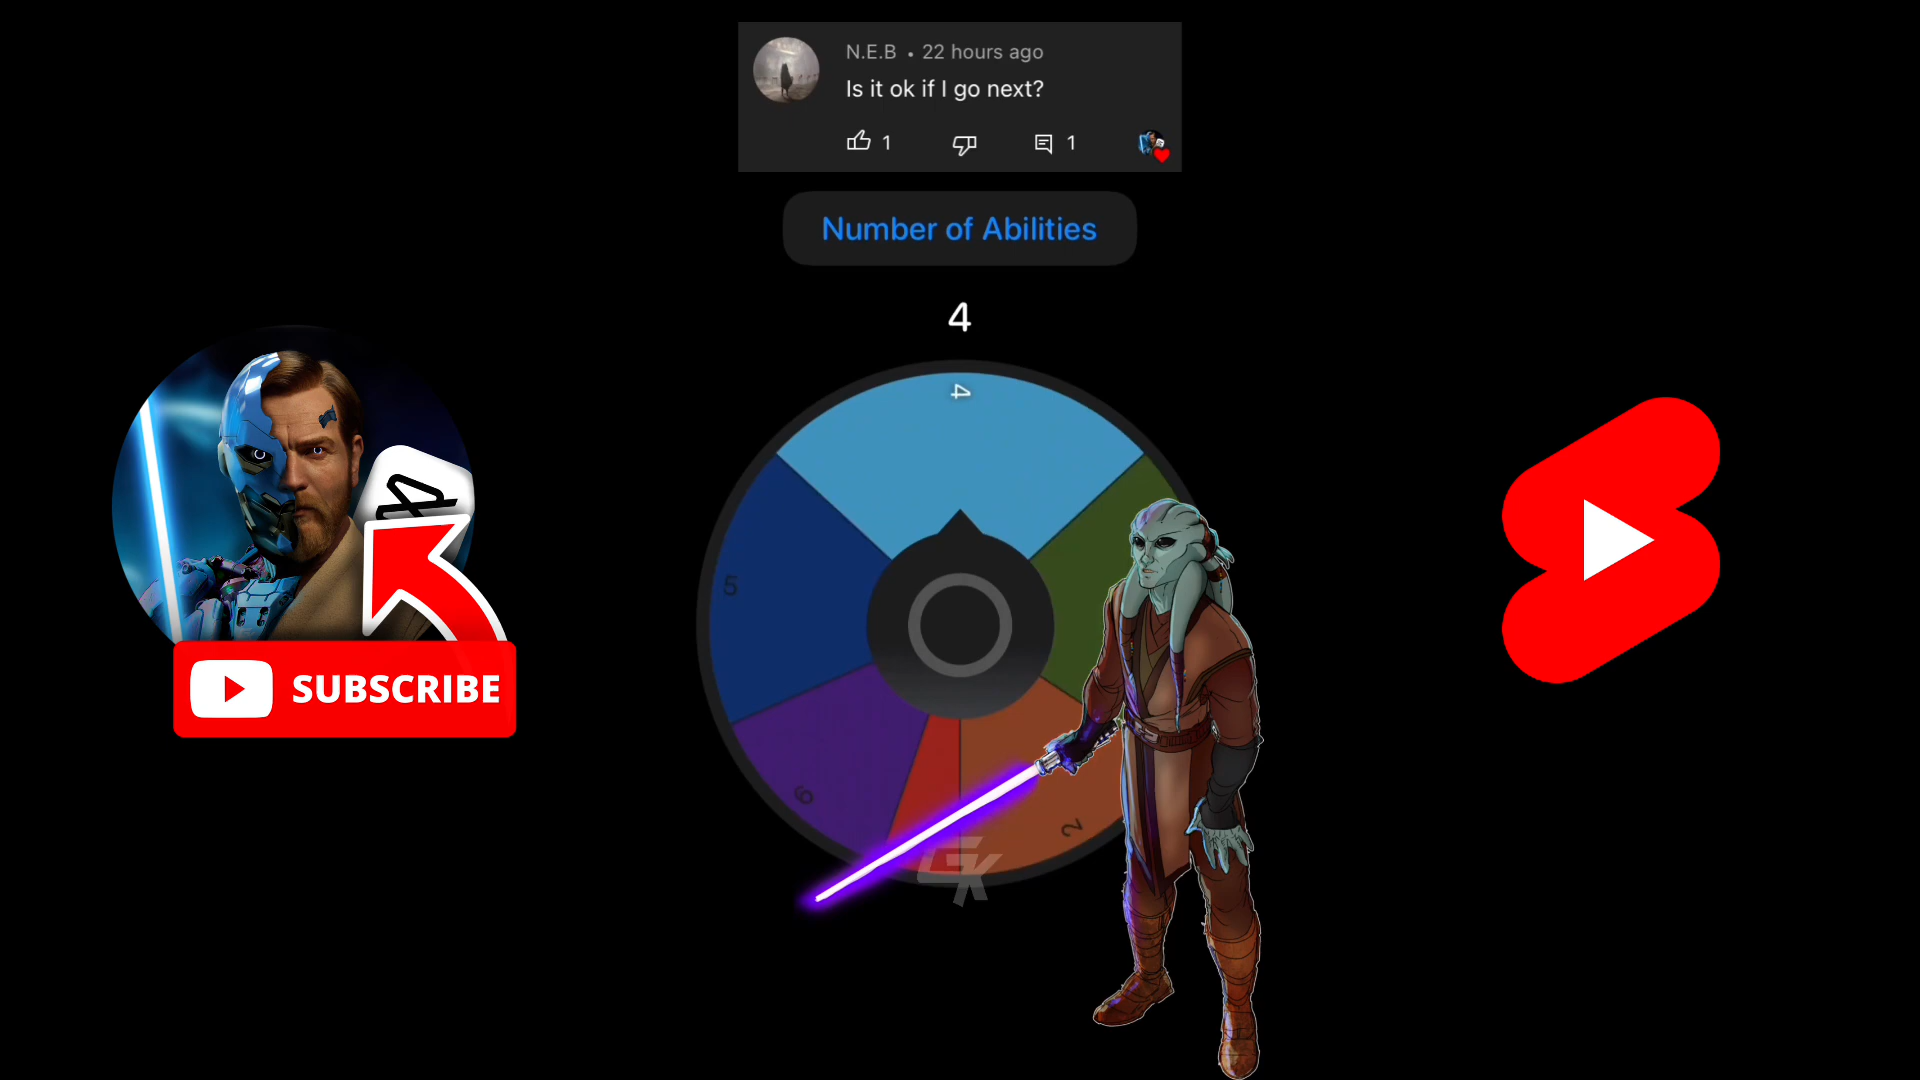 N.E.B • 22 hours ago
Is it ok if I go next?
1
1
Number of Abilities
4
4
5
6
2
SUBSCRIBE
GK